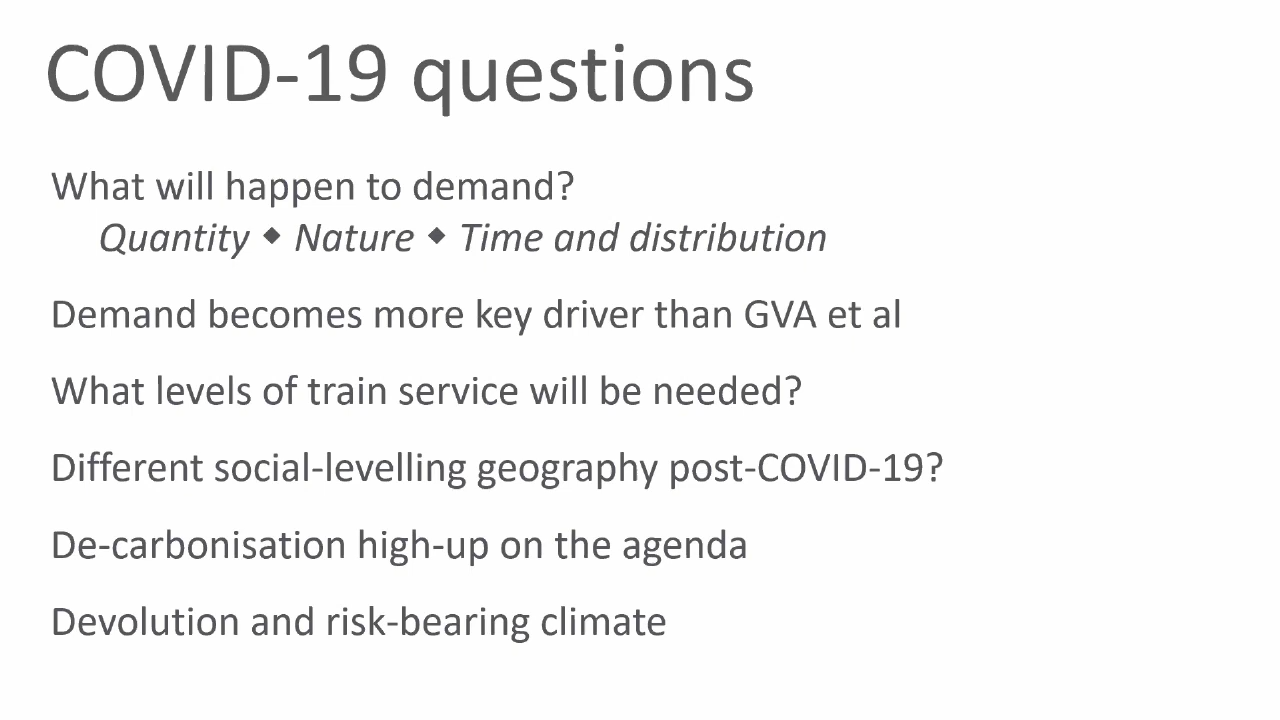 COVID-19 questions
What will happen to demand?
Quantity ◆ Nature ◆ Time and distribution
Demand becomes more key driver than GVA et al
What levels of train service will be needed?
Different social-levelling geography post-COVID-19?
De-carbonisation high-up on the agenda
Devolution and risk-bearing climate